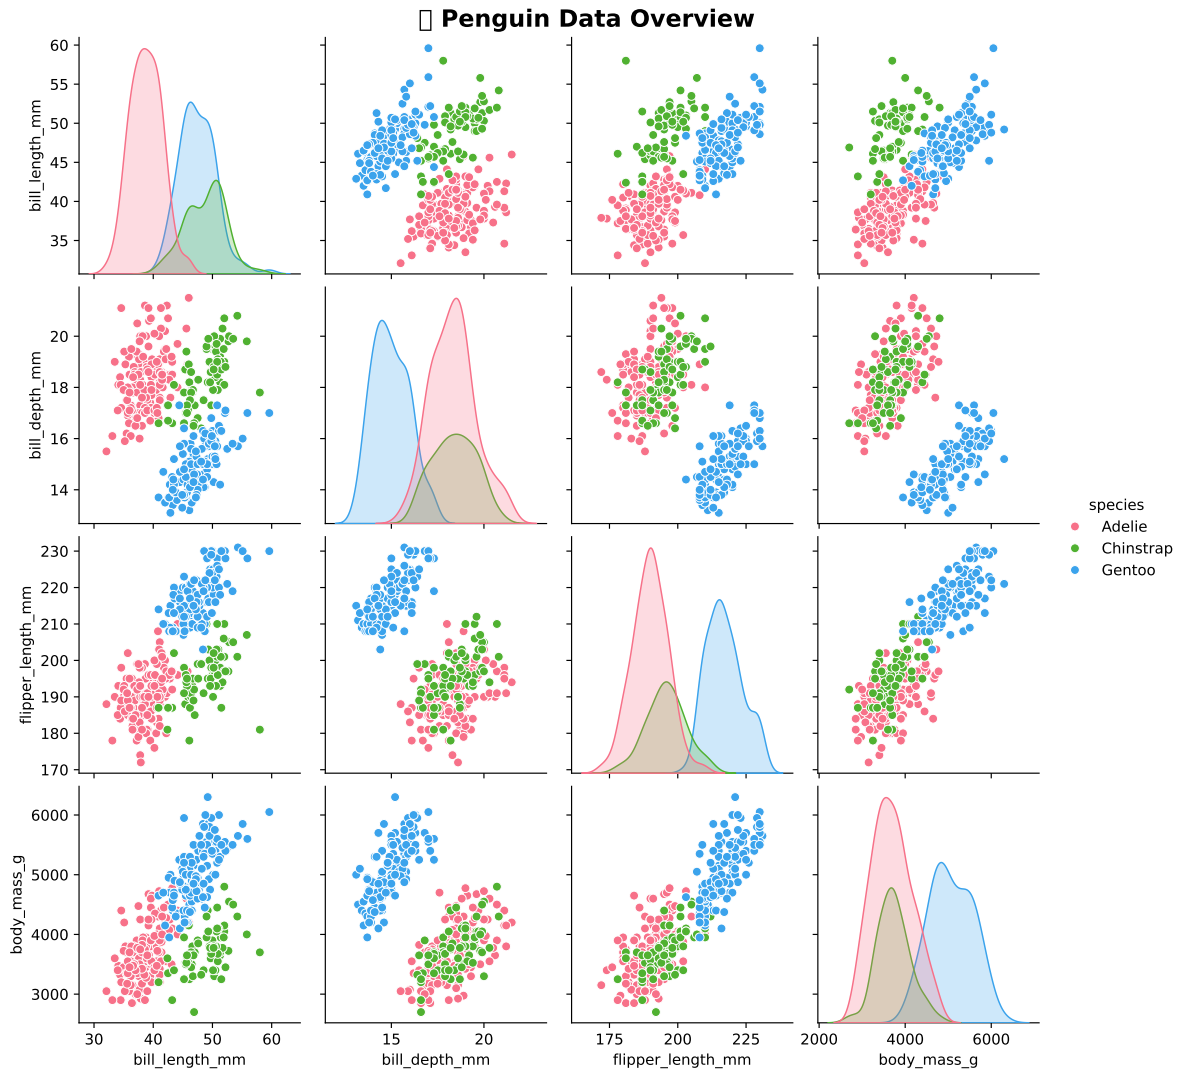 ▯ Penguin Data Overview
60
55
50
45
40
35
bill_length_mm
20
18
16
14
bill_depth_mm
species
Adelie
Chinstrap
Gentoo
230
220
210
200
190
180
170
flipper_length_mm
6000
5000
4000
3000
body_mass_g
30 40 50 60
15 20
175 200 225
2000 4000 6000
bill_length_mm
bill_depth_mm
flipper_length_mm
body_mass_g